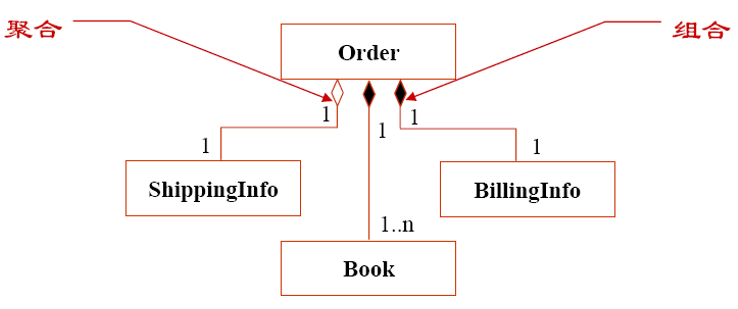 聚合
Order
组合
1
1
1
1
1
ShippingInfo
BillingInfo
1..n
Book